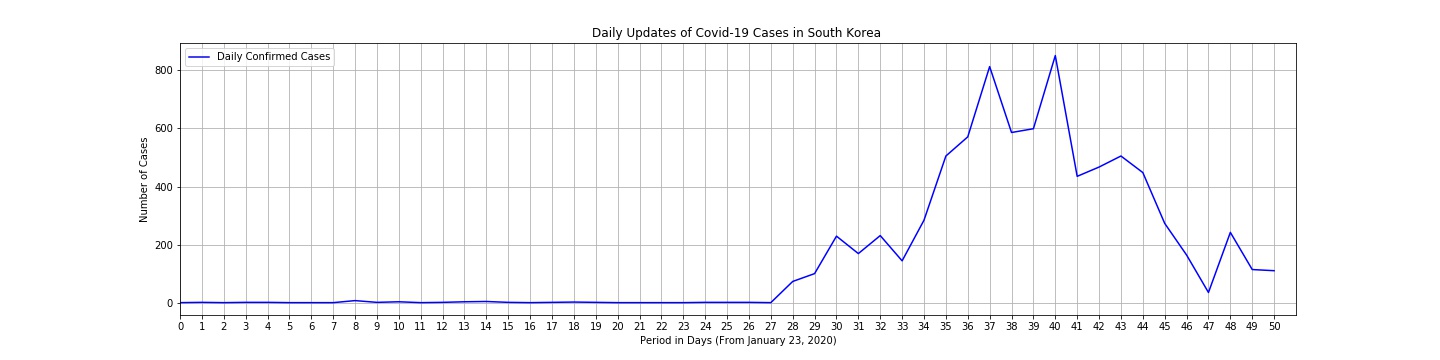 Daily Updates of Covid-19 Cases in South Korea
Daily Confirmed Cases
800
600
400
200
0
Number of Cases
0 1 2 3 4 5 6 7 8 9 10 11 12 13 14 15 16 17 18 19 20 21 22 23 24 25 26 27 28 29 30 31 32 33 34 35 36 37 38 39 40 41 42 43 44 45 46 47 48 49 50
Period in Days (From January 23, 2020)